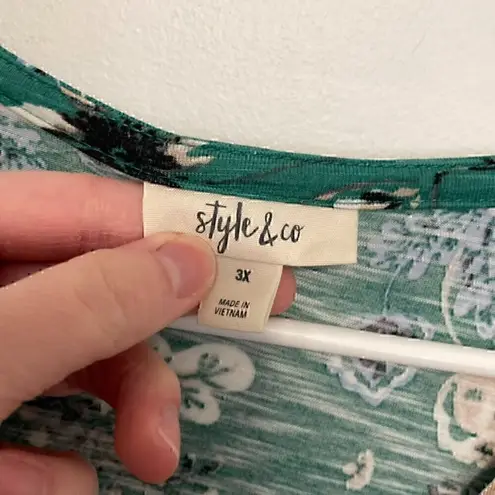 style & co
3X
MADE IN
VIETNAM